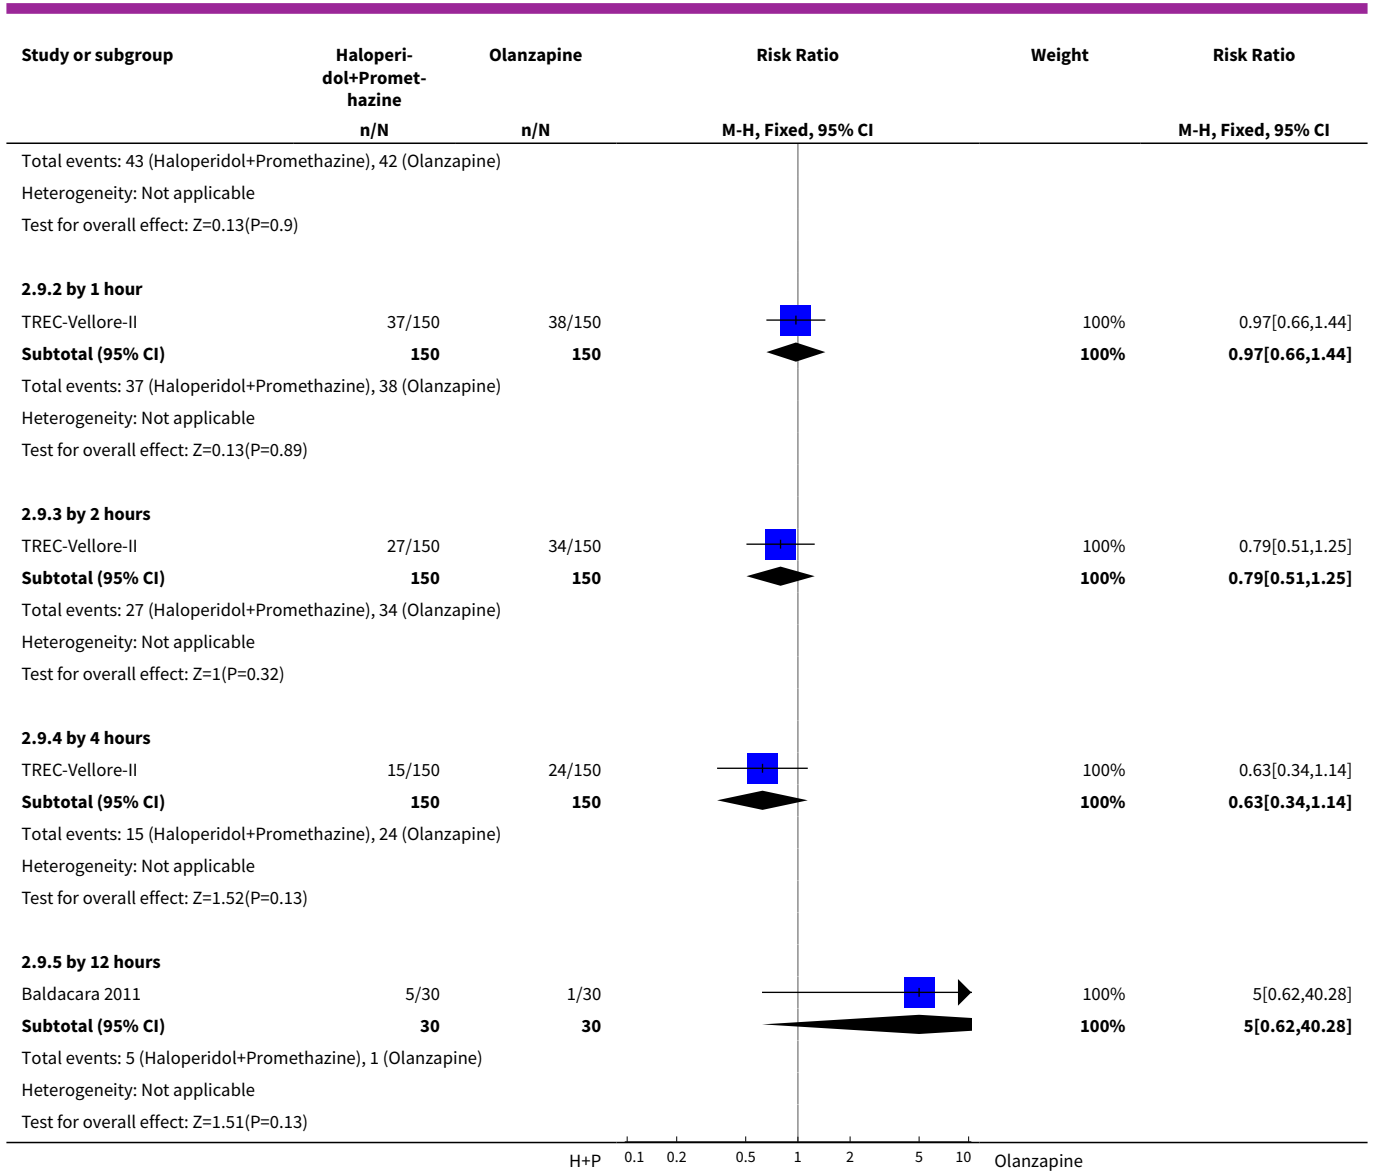 Study or subgroup Haloperi- Olanzapine Risk Ratio Weight Risk Ratio
dol+Promet-
hazine
n/N n/N M-H, Fixed, 95% CI M-H, Fixed, 95% CI
Total events: 43 (Haloperidol+Promethazine), 42 (Olanzapine)
Heterogeneity: Not applicable
Test for overall effect: Z=0.13(P=0.9)
2.9.2 by 1 hour
TREC-Vellore-II 37/150 38/150 100% 0.97[0.66,1.44]
Subtotal (95% CI) 150 150 100% 0.97[0.66,1.44]
Total events: 37 (Haloperidol+Promethazine), 38 (Olanzapine)
Heterogeneity: Not applicable
Test for overall effect: Z=0.13(P=0.89)
2.9.3 by 2 hours
TREC-Vellore-II 27/150 34/150 100% 0.79[0.51,1.25]
Subtotal (95% CI) 150 150 100% 0.79[0.51,1.25]
Total events: 27 (Haloperidol+Promethazine), 34 (Olanzapine)
Heterogeneity: Not applicable
Test for overall effect: Z=1(P=0.32)
2.9.4 by 4 hours
TREC-Vellore-II 15/150 24/150 100% 0.63[0.34,1.14]
Subtotal (95% CI) 150 150 100% 0.63[0.34,1.14]
Total events: 15 (Haloperidol+Promethazine), 24 (Olanzapine)
Heterogeneity: Not applicable
Test for overall effect: Z=1.52(P=0.13)
2.9.5 by 12 hours
Baldacara 2011 5/30 1/30 100% 5[0.62,40.28]
Subtotal (95% CI) 30 30 100% 5[0.62,40.28]
Total events: 5 (Haloperidol+Promethazine), 1 (Olanzapine)
Heterogeneity: Not applicable
Test for overall effect: Z=1.51(P=0.13)
H+P 0.1 0.2 0.5 1 2 5 10 Olanzapine